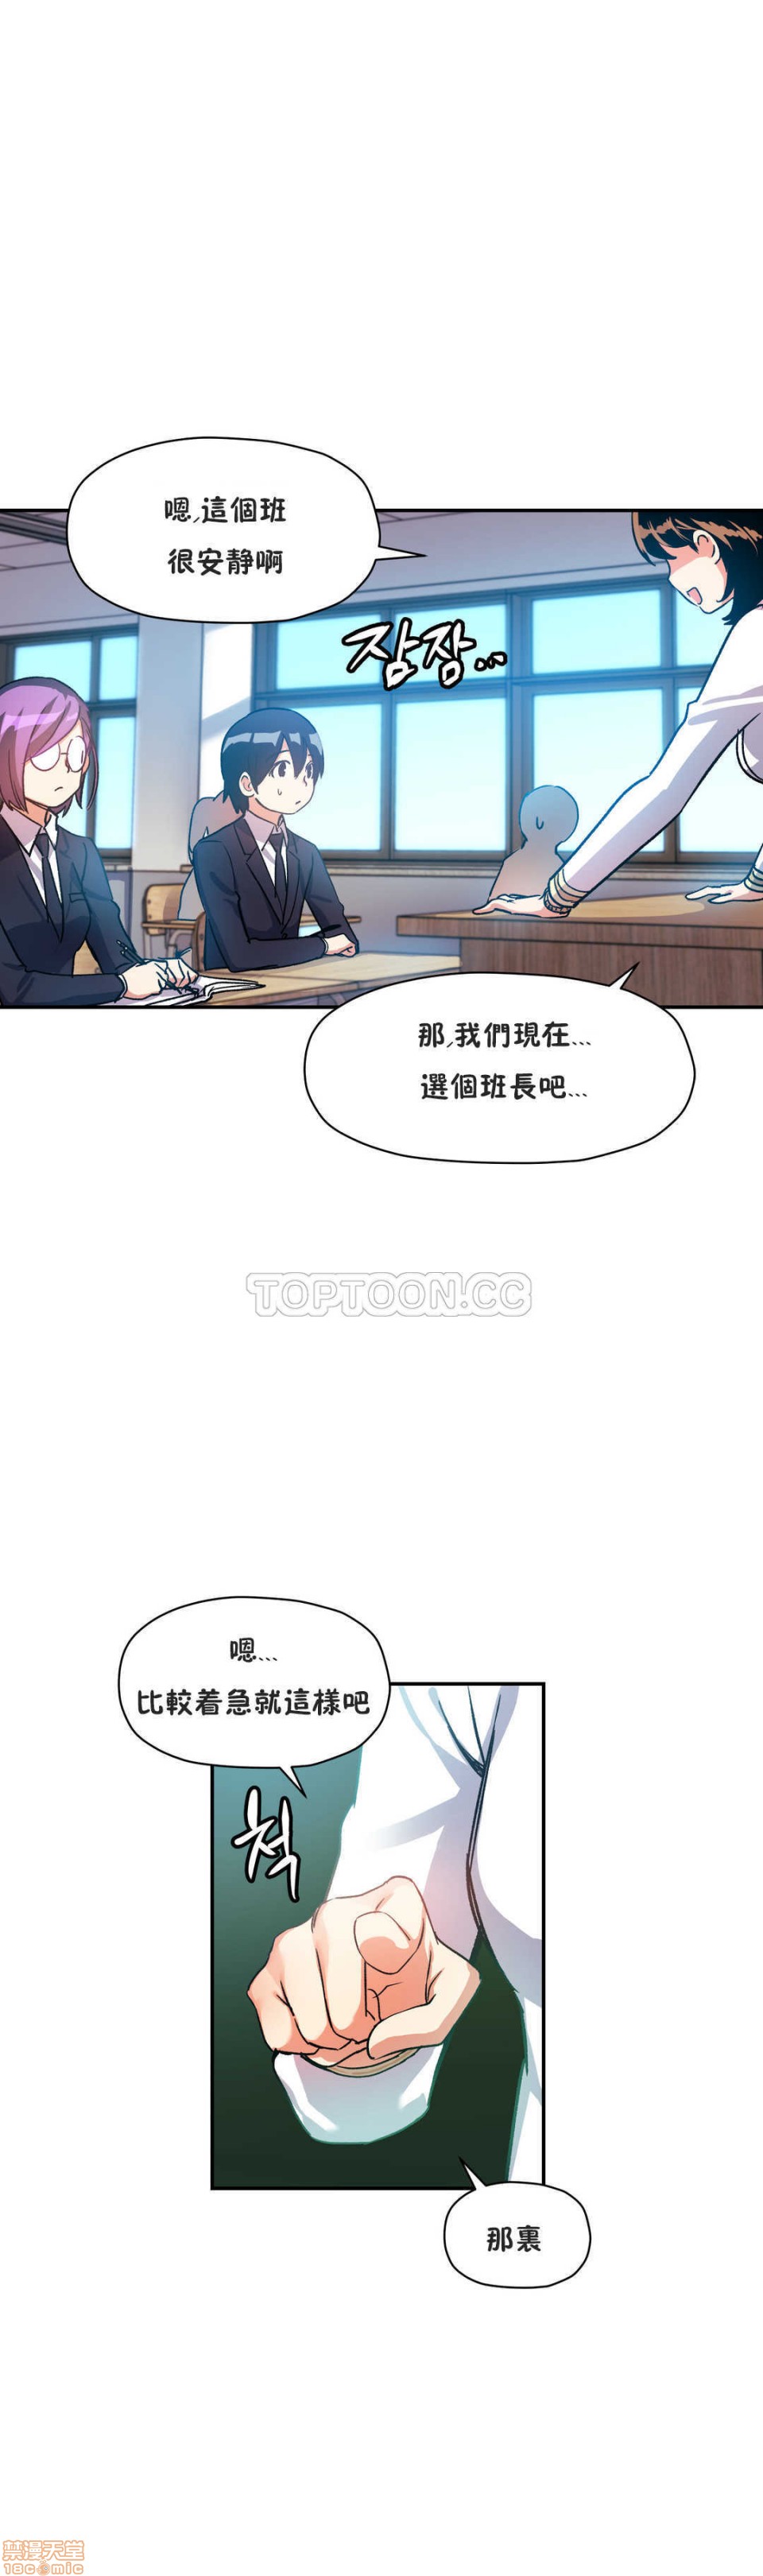 嗯,這個班
很安静啊
잠잠...
那,我們現在...
選個班長吧...
TOPTOON.CC
嗯...
比較着急就這樣吧
척
那裏
禁漫天堂
18comic